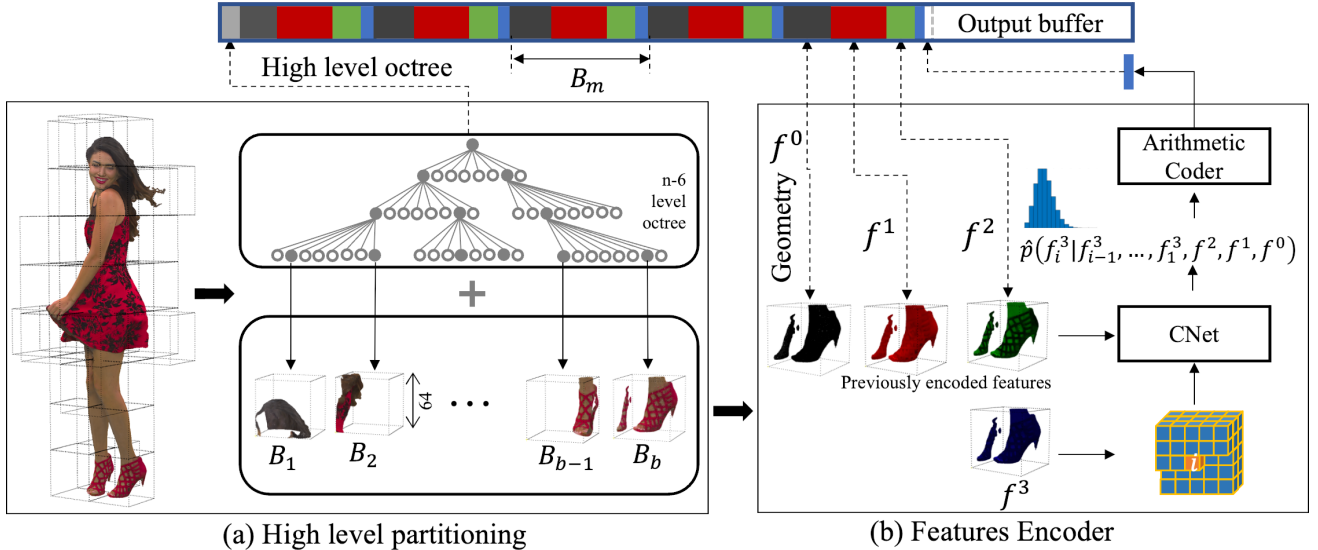 Output buffer
High level octree
B_m
n-6
level
octree
64
B_1
B_2
...
B_{b-1}
B_b
(a) High level partitioning
Geometry f^0
f^1
f^2
Previously encoded features
f^3
Arithmetic
Coder
p̂(f_i^3|f_{i-1}^3, ..., f_1^3, f^2, f^1, f^0)
CNet
i
(b) Features Encoder